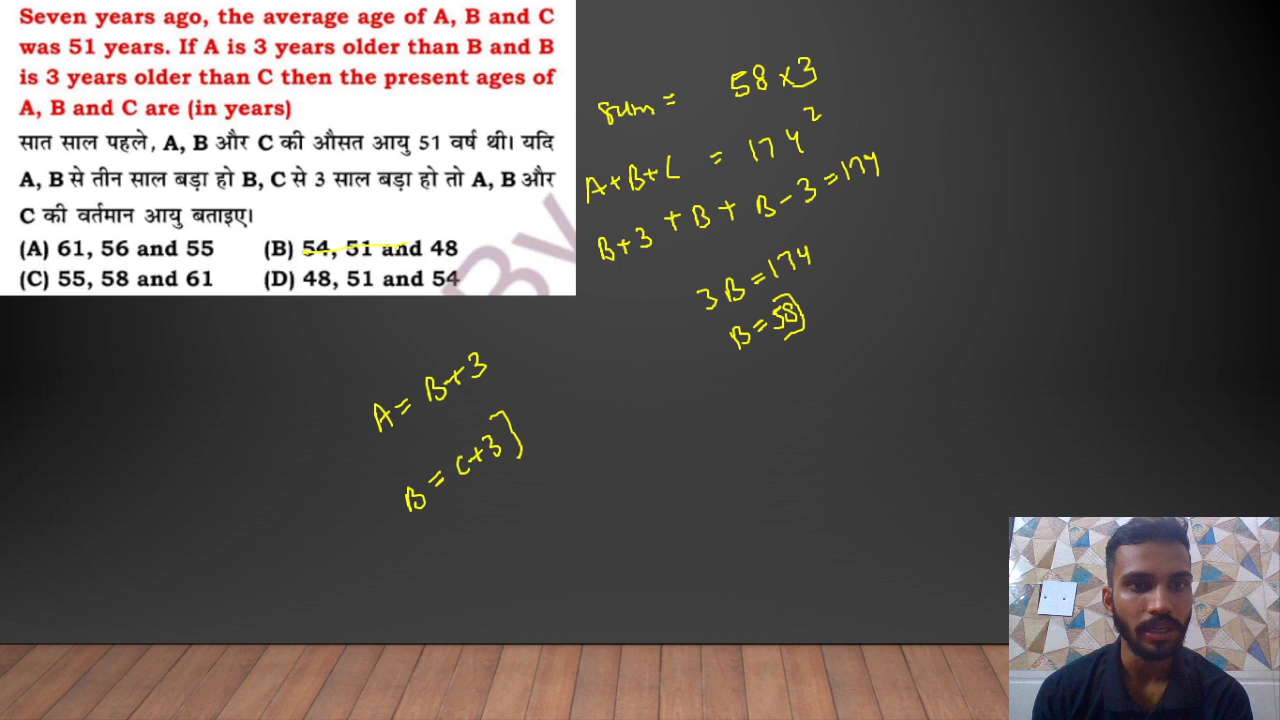 Seven years ago, the average age of A, B and C
was 51 years. If A is 3 years older than B and B
is 3 years older than C then the present ages of
A, B and C are (in years)
सात साल पहले, A, B और C की औसत आयु 51 वर्ष थी। यदि
A, B से तीन साल बड़ा हो B, C से 3 साल बड़ा हो तो A, B और
C की वर्तमान आयु बताइए।
(A) 61, 56 and 55 (B) 54, 51 and 48
(C) 55, 58 and 61 (D) 48, 51 and 54
By
sum = 58 × 3
A+B+C = 174²
B+3 + B + B-3 = 174
3B = 174
B = 58
A = B+3
B = C+3